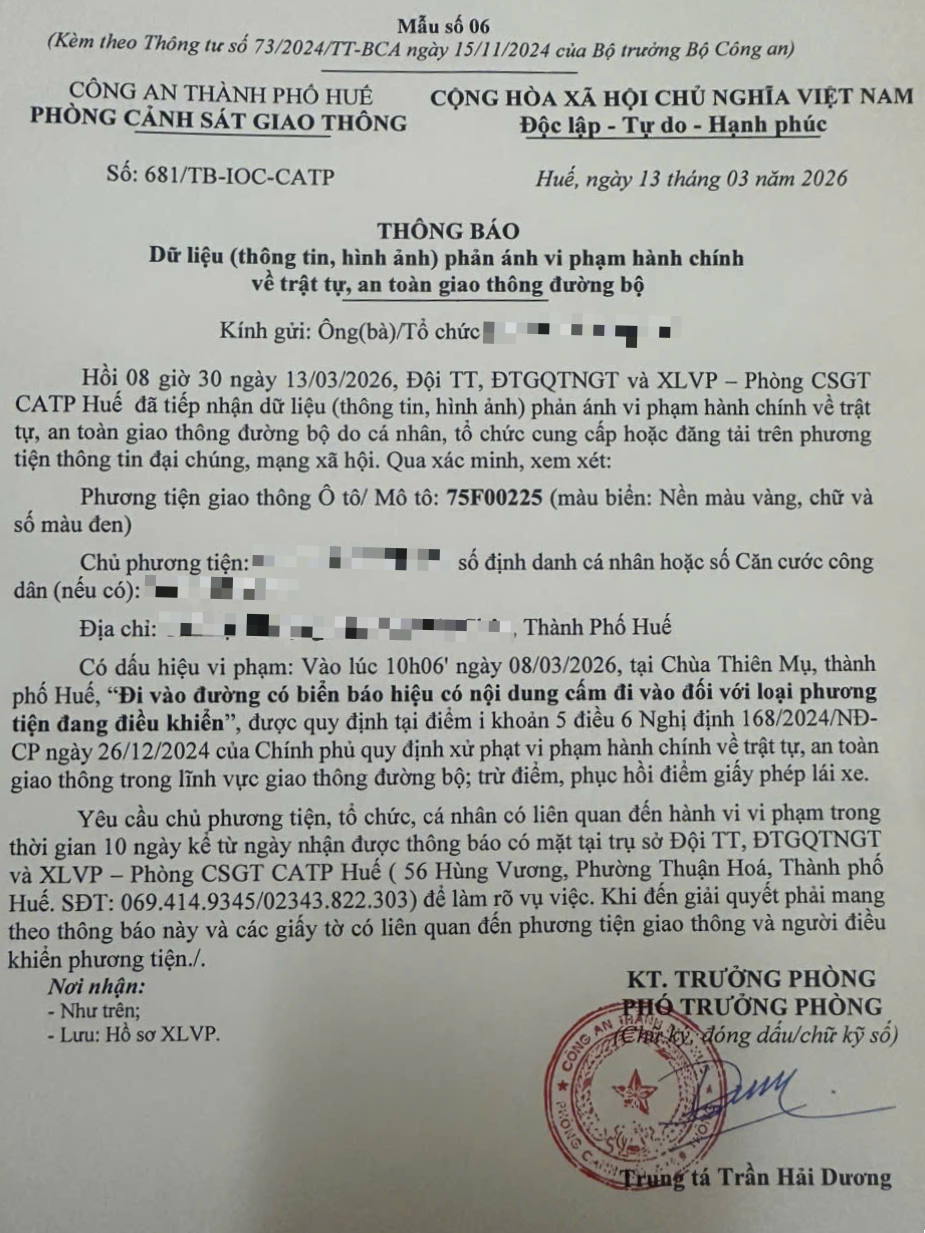 Mẫu số 06
(Kèm theo Thông tư số 73/2024/TT-BCA ngày 15/11/2024 của Bộ trưởng Bộ Công an)
CÔNG AN THÀNH PHỐ HUẾ
PHÒNG CẢNH SÁT GIAO THÔNG
CỘNG HÒA XÃ HỘI CHỦ NGHĨA VIỆT NAM
Độc lập - Tự do - Hạnh phúc
Số: 681/TB-IOC-CATP
Huế, ngày 13 tháng 03 năm 2026
THÔNG BÁO
Dữ liệu (thông tin, hình ảnh) phản ánh vi phạm hành chính
về trật tự, an toàn giao thông đường bộ
Kính gửi: Ông(bà)/Tổ chức
Hồi 08 giờ 30 ngày 13/03/2026, Đội TT, ĐTGQTNGT và XLVP – Phòng CSGT
CATP Huế đã tiếp nhận dữ liệu (thông tin, hình ảnh) phản ánh vi phạm hành chính về trật
tự, an toàn giao thông đường bộ do cá nhân, tổ chức cung cấp hoặc đăng tải trên phương
tiện thông tin đại chúng, mạng xã hội. Qua xác minh, xem xét:
Phương tiện giao thông Ô tô/ Mô tô: 75F00225 (màu biển: Nền màu vàng, chữ và
số màu đen)
Chủ phương tiện: số định danh cá nhân hoặc số Căn cước công
dân (nếu có):
Địa chỉ: , Thành Phố Huế
Có dấu hiệu vi phạm: Vào lúc 10h06' ngày 08/03/2026, tại Chùa Thiên Mụ, thành
phố Huế, “Đi vào đường có biển báo hiệu có nội dung cấm đi vào đối với loại phương
tiện đang điều khiển”, được quy định tại điểm i khoản 5 điều 6 Nghị định 168/2024/NĐ-
CP ngày 26/12/2024 của Chính phủ quy định xử phạt vi phạm hành chính về trật tự, an toàn
giao thông trong lĩnh vực giao thông đường bộ; trừ điểm, phục hồi điểm giấy phép lái xe.
Yêu cầu chủ phương tiện, tổ chức, cá nhân có liên quan đến hành vi vi phạm trong
thời gian 10 ngày kể từ ngày nhận được thông báo có mặt tại trụ sở Đội TT, ĐTGQTNGT
và XLVP – Phòng CSGT CATP Huế ( 56 Hùng Vương, Phường Thuận Hoá, Thành phố
Huế. SĐT: 069.414.9345/02343.822.303) để làm rõ vụ việc. Khi đến giải quyết phải mang
theo thông báo này và các giấy tờ có liên quan đến phương tiện giao thông và người điều
khiển phương tiện./.
Nơi nhận:
- Như trên;
- Lưu: Hồ sơ XLVP.
KT. TRƯỞNG PHÒNG
PHÓ TRƯỞNG PHÒNG
(Chữ ký, đóng dấu/chữ ký số)
CÔNG AN THÀNH
Trung tá Trần Hải Dương